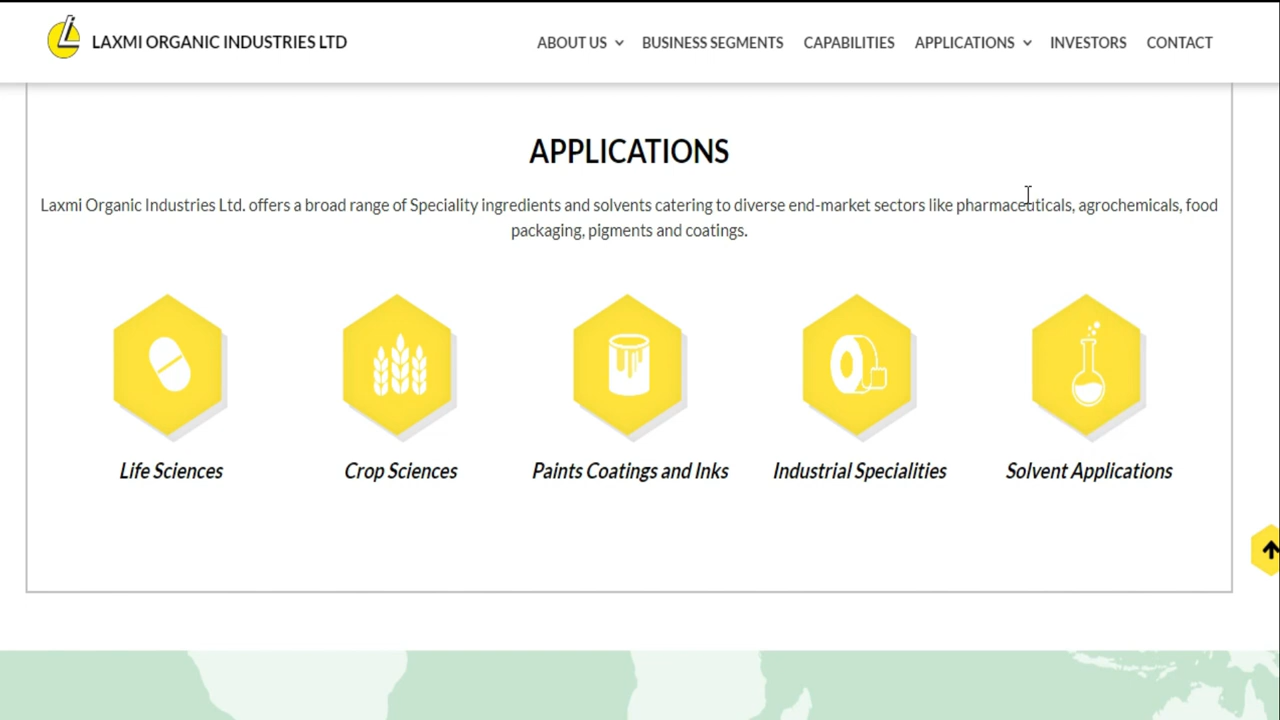 LAXMI ORGANIC INDUSTRIES LTD
ABOUT US
BUSINESS SEGMENTS
CAPABILITIES
APPLICATIONS
INVESTORS
CONTACT
APPLICATIONS
Laxmi Organic Industries Ltd. offers a broad range of Speciality ingredients and solvents catering to diverse end-market sectors like pharmaceuticals, agrochemicals, food
packaging, pigments and coatings.
Life Sciences
Crop Sciences
Paints Coatings and Inks
Industrial Specialities
Solvent Applications